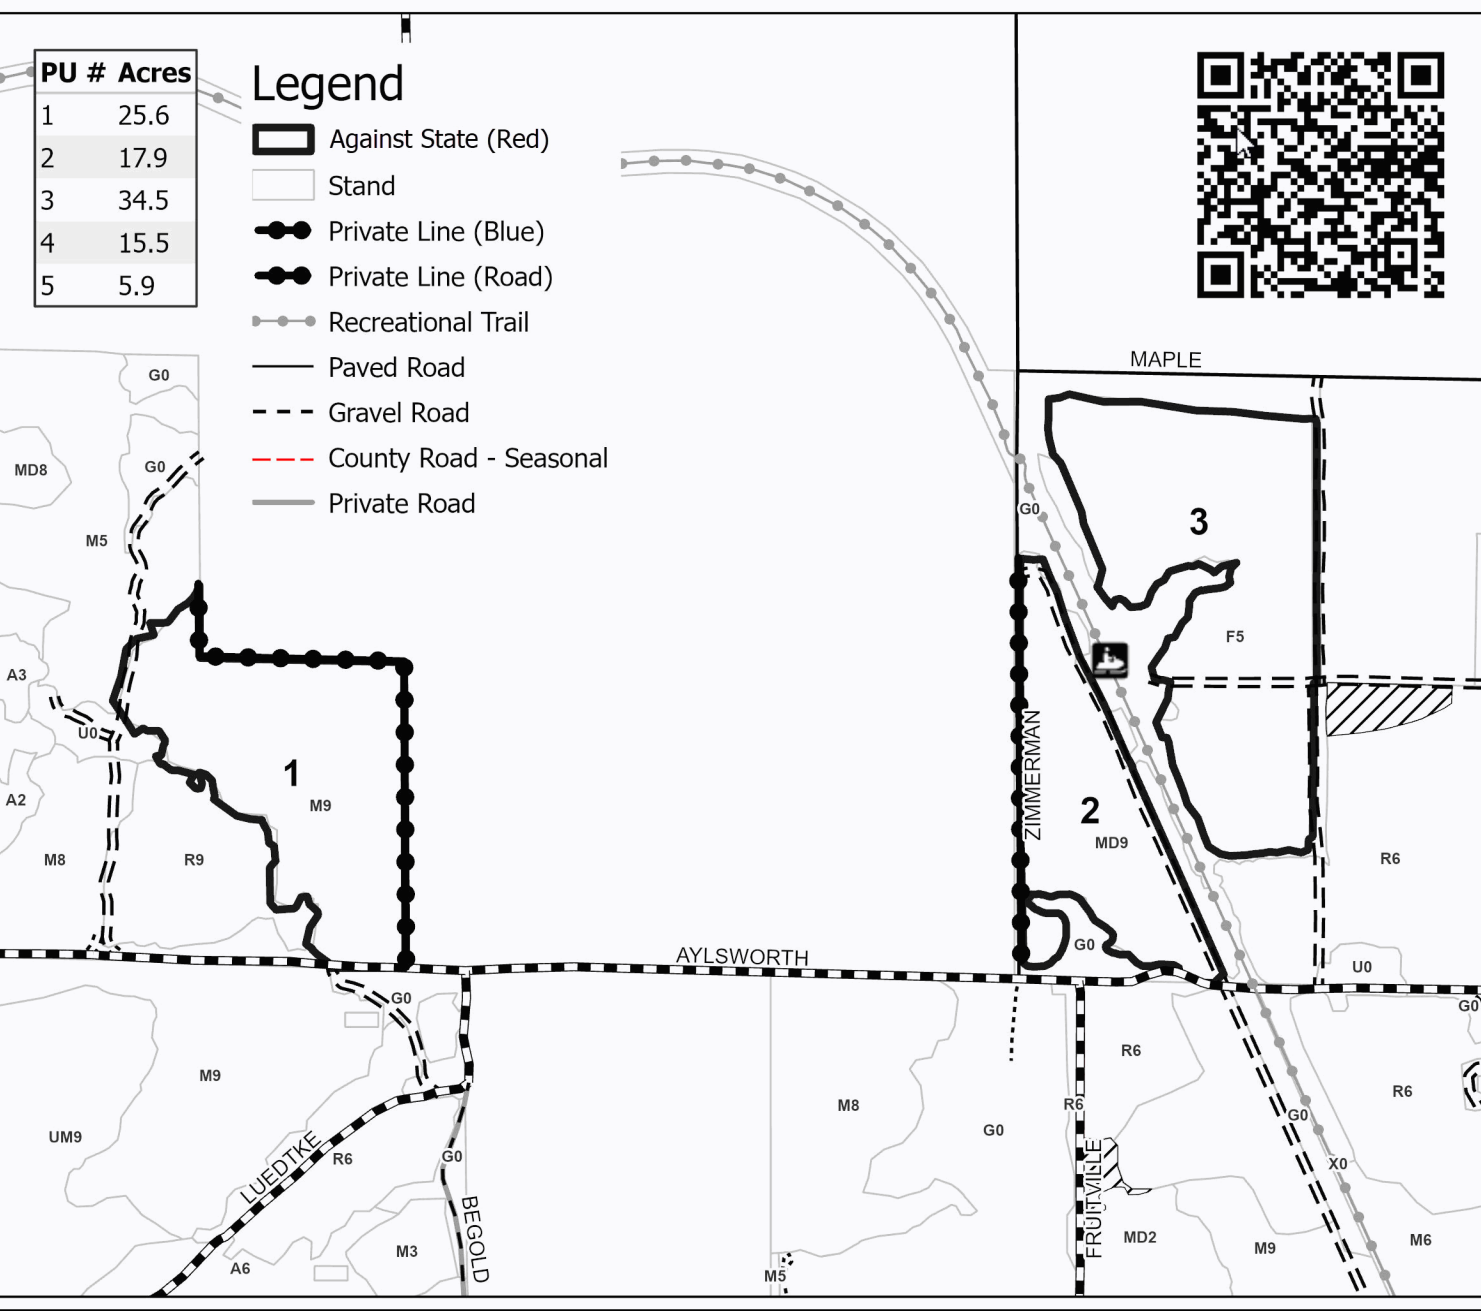 PU # Acres
1 25.6
2 17.9
3 34.5
4 15.5
5 5.9
Legend
Against State (Red)
Stand
Private Line (Blue)
Private Line (Road)
Recreational Trail
Paved Road
Gravel Road
County Road - Seasonal
Private Road
MAPLE
G0
MD8
G0
M5
G0
3
F5
A3
U0
ZIMMERMAN
1
M9
A2
2
MD9
M8
R9
R6
G0
AYLSWORTH
U0
G0
G0
R6
M9
R6
M8
R6
G0
G0
UM9
LUEDTKE
R6
G0
X0
FRUITVILLE
BEGOLD
M3
A6
M5
MD2
M9
M6